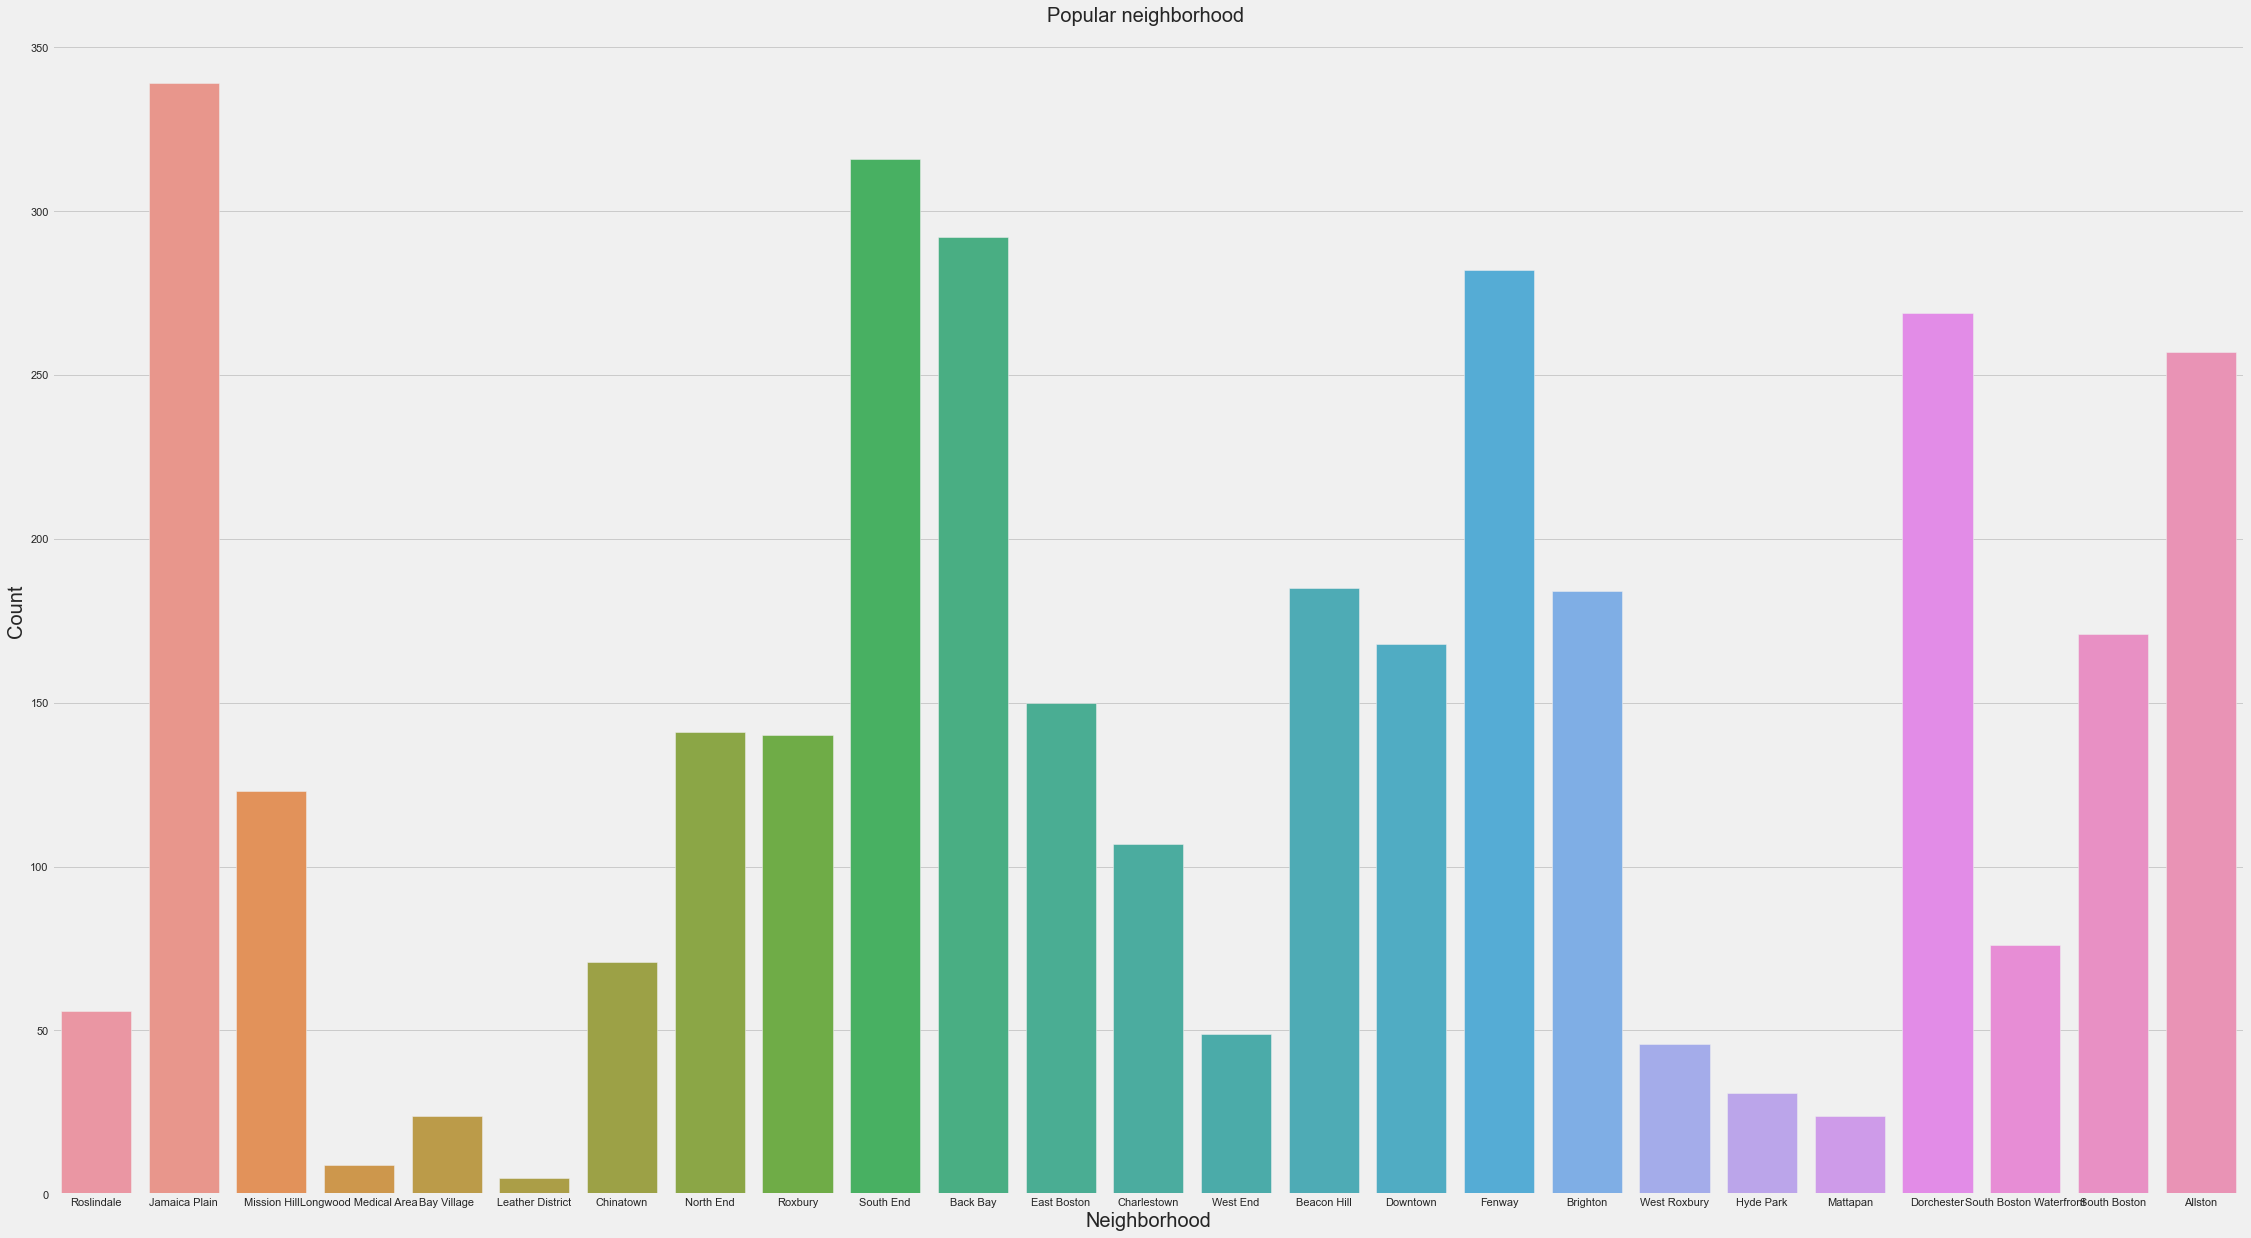 Popular neighborhood
350
300
250
200
150
100
50
0
Count
Roslindale Jamaica Plain Mission Hill Longwood Medical Area Bay Village Leather District Chinatown North End Roxbury South End Back Bay East Boston Charlestown West End Beacon Hill Downtown Fenway Brighton West Roxbury Hyde Park Mattapan Dorchester South Boston Waterfront South Boston Allston
Neighborhood